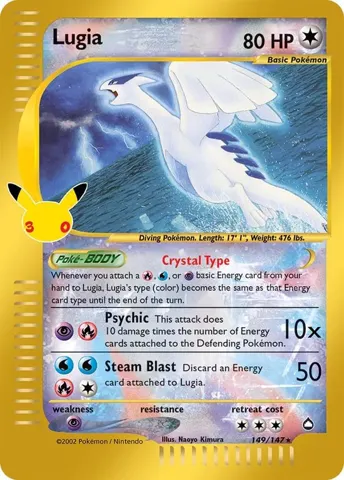 Lugia 80 HP
Basic Pokémon
30
Diving Pokémon. Length: 17' 1", Weight: 476 lbs.
Poké-BODY Crystal Type
Whenever you attach a , , or basic Energy card from your
hand to Lugia, Lugia's type (color) becomes the same as that Energy
card type until the end of the turn.
Psychic This attack does
10 damage times the number of Energy
cards attached to the Defending Pokémon.
10x
Steam Blast Discard an Energy
card attached to Lugia.
50
weakness resistance retreat cost
©2002 Pokémon / Nintendo Illus. Naoyo Kimura 149/147 ★